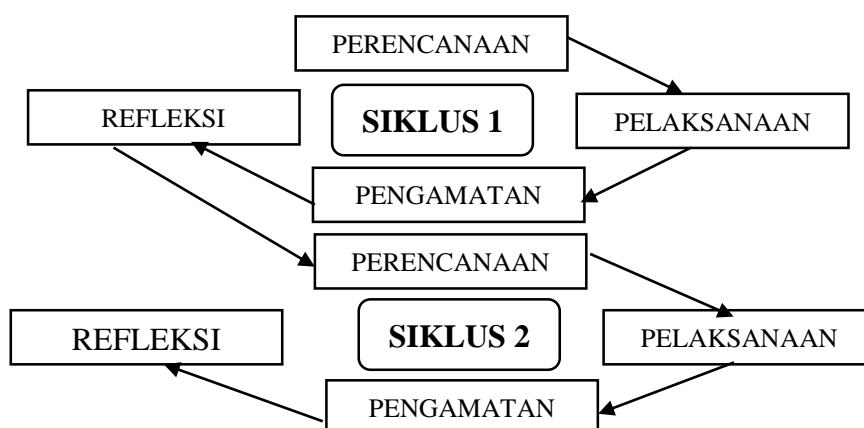 PERENCANAAN
REFLEKSI
SIKLUS 1
PELAKSANAAN
PENGAMATAN
PERENCANAAN
REFLEKSI
SIKLUS 2
PELAKSANAAN
PENGAMATAN